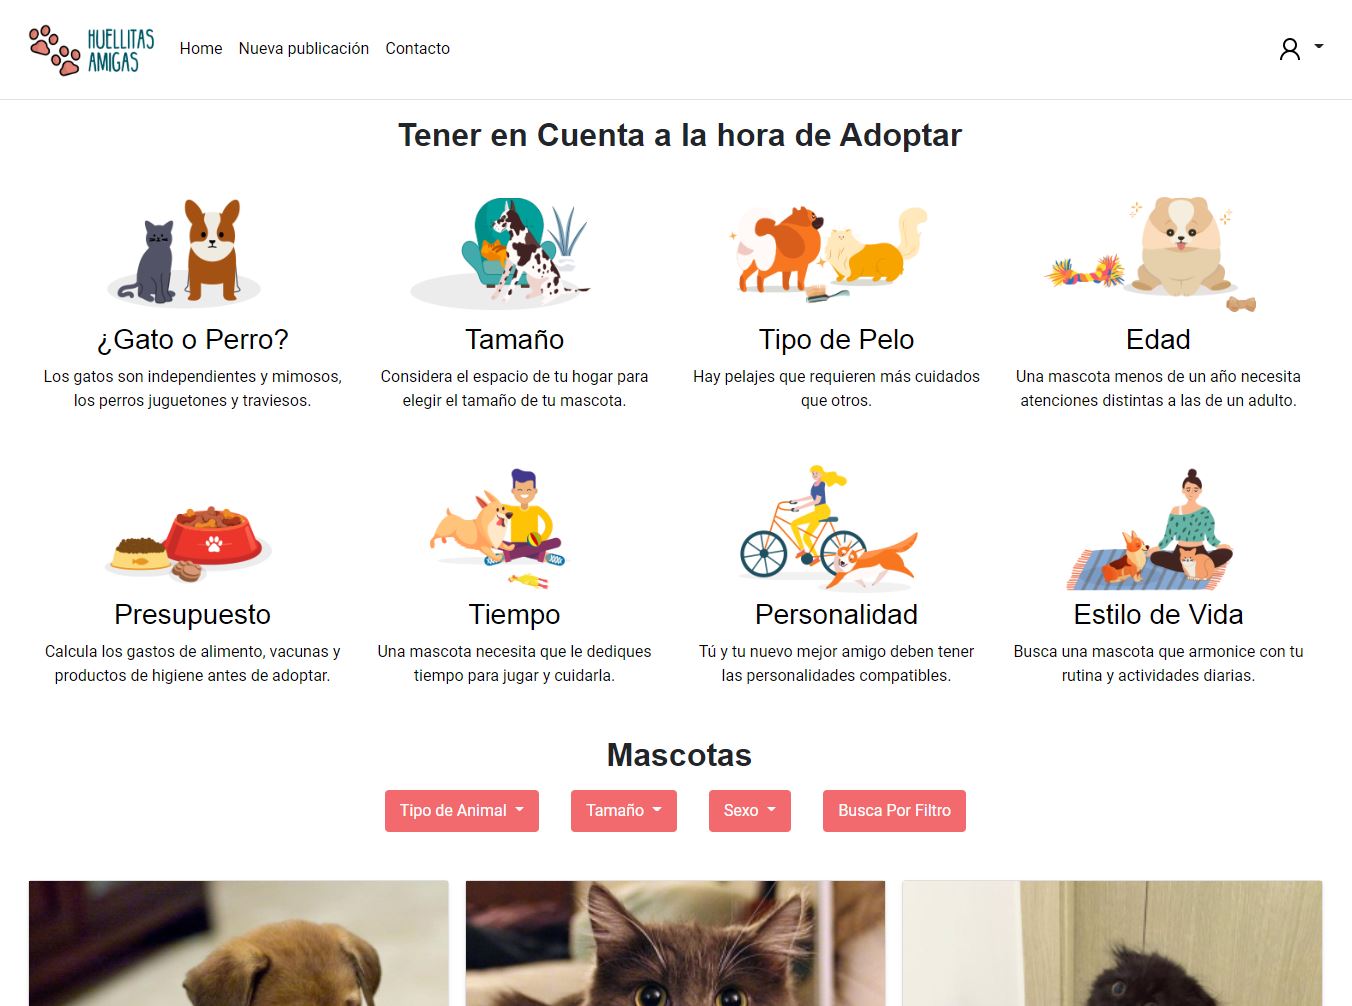 HUELLITAS
AMIGAS
Home Nueva publicación Contacto
Tener en Cuenta a la hora de Adoptar
¿Gato o Perro?
Los gatos son independientes y mimosos,
los perros juguetones y traviesos.
Tamaño
Considera el espacio de tu hogar para
elegir el tamaño de tu mascota.
Tipo de Pelo
Hay pelajes que requieren más cuidados
que otros.
Edad
Una mascota menos de un año necesita
atenciones distintas a las de un adulto.
Presupuesto
Calcula los gastos de alimento, vacunas y
productos de higiene antes de adoptar.
Tiempo
Una mascota necesita que le dediques
tiempo para jugar y cuidarla.
Personalidad
Tú y tu nuevo mejor amigo deben tener
las personalidades compatibles.
Estilo de Vida
Busca una mascota que armonice con tu
rutina y actividades diarias.
Mascotas
Tipo de Animal Tamaño Sexo Busca Por Filtro